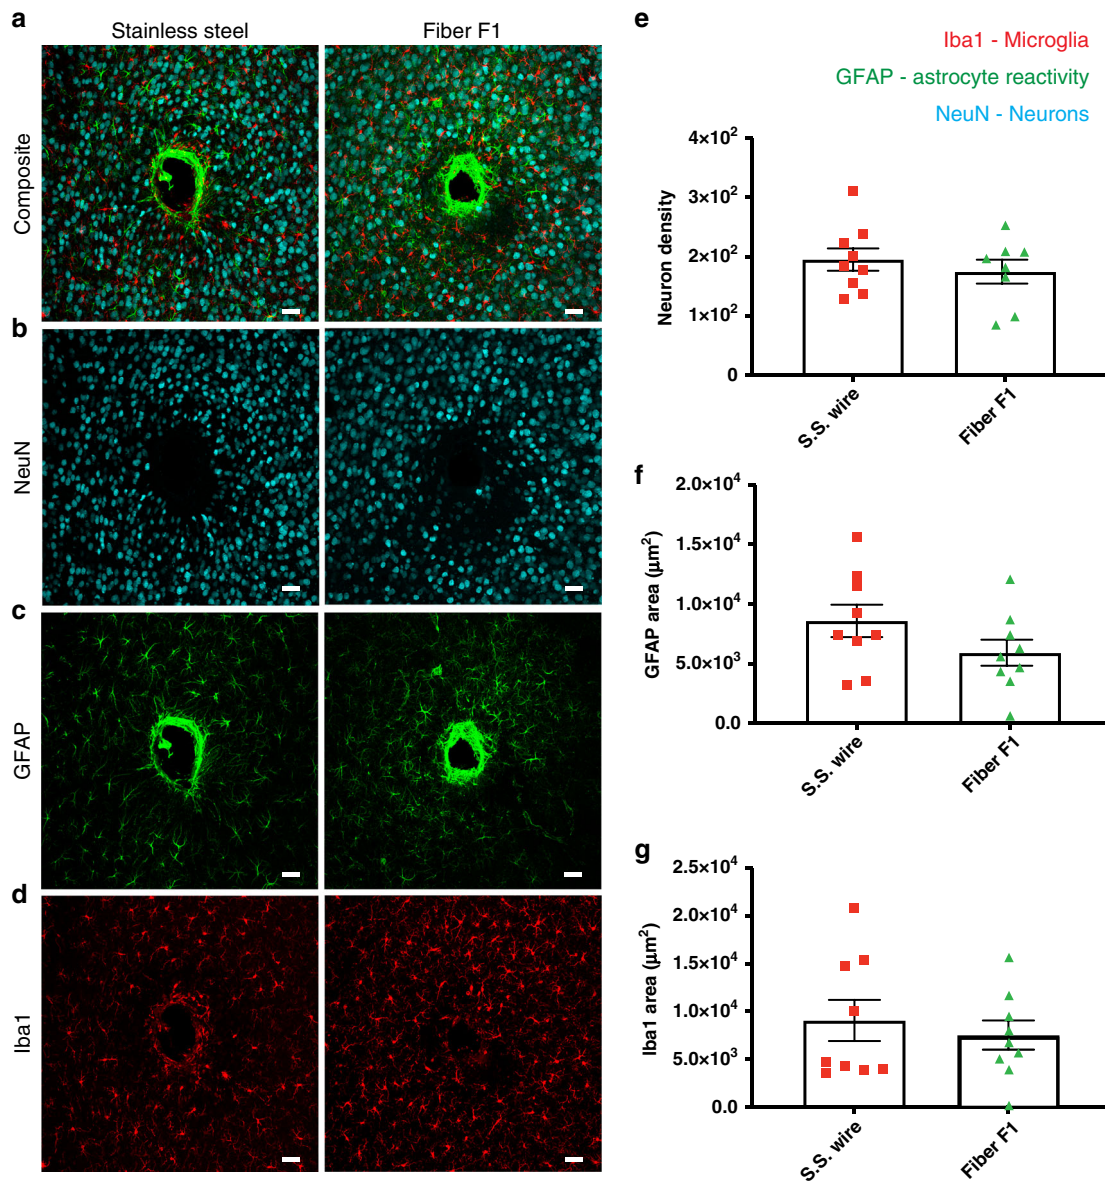 a
Stainless steel
Fiber F1
Composite
b
NeuN
c
GFAP
d
Iba1
e
Iba1 - Microglia
GFAP - astrocyte reactivity
NeuN - Neurons
Neuron density
4×10²
3×10²
2×10²
1×10²
0
S.S. wire
Fiber F1
f
GFAP area (μm²)
2.0×10⁴
1.5×10⁴
1.0×10⁴
5.0×10³
0.0
S.S. wire
Fiber F1
g
Iba1 area (μm²)
2.5×10⁴
2.0×10⁴
1.5×10⁴
1.0×10⁴
5.0×10³
0.0
S.S. wire
Fiber F1